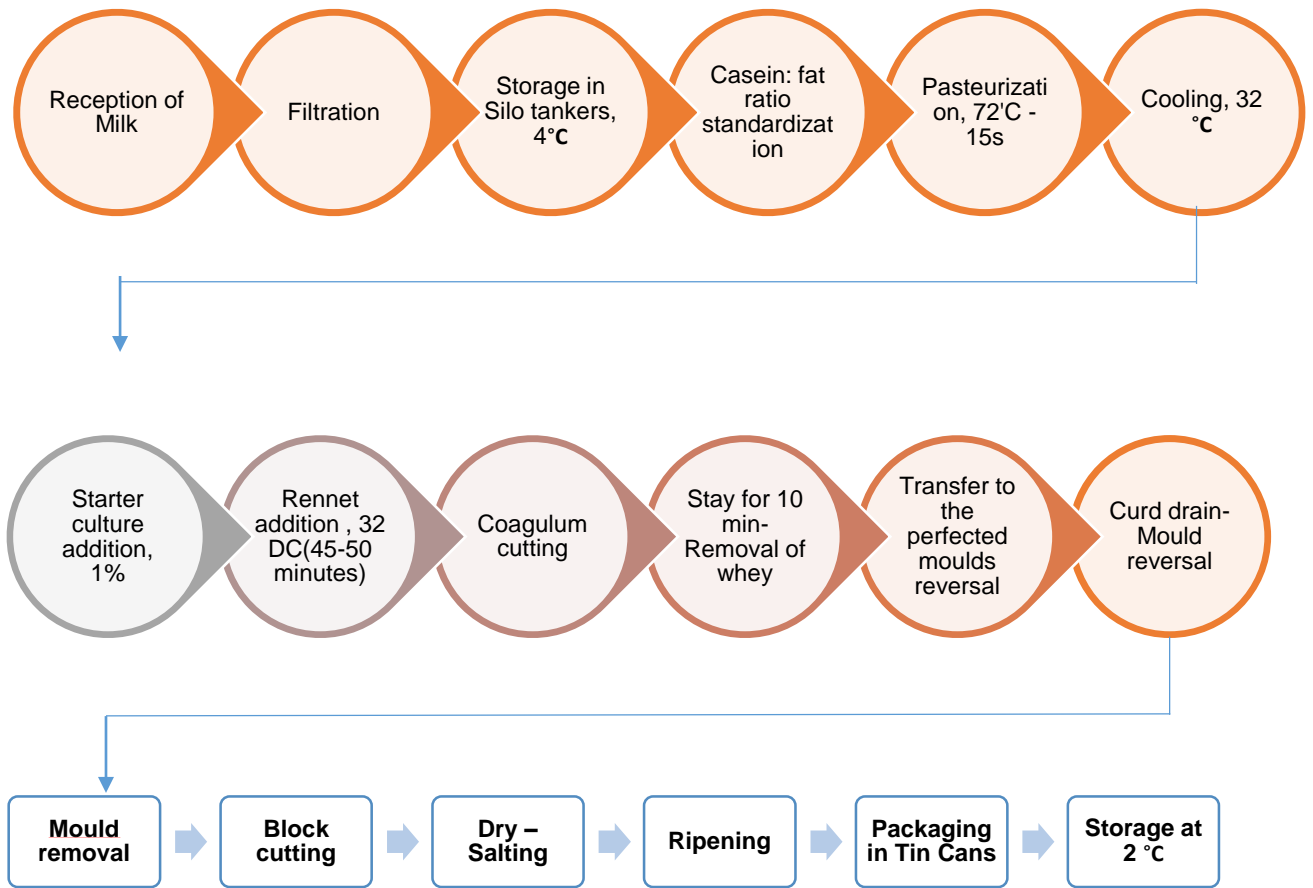 Reception of
Milk
Filtration
Storage in
Silo tankers,
4°C
Casein: fat
ratio
standardizat
ion
Pasteurizati
on, 72'C -
15s
Cooling, 32
°C
Starter
culture
addition,
1%
Rennet
addition , 32
DC(45-50
minutes)
Coagulum
cutting
Stay for 10
min-
Removal of
whey
Transfer to
the
perfected
moulds
reversal
Curd drain-
Mould
reversal
Mould
removal
Block
cutting
Dry –
Salting
Ripening
Packaging
in Tin Cans
Storage at
2 °C